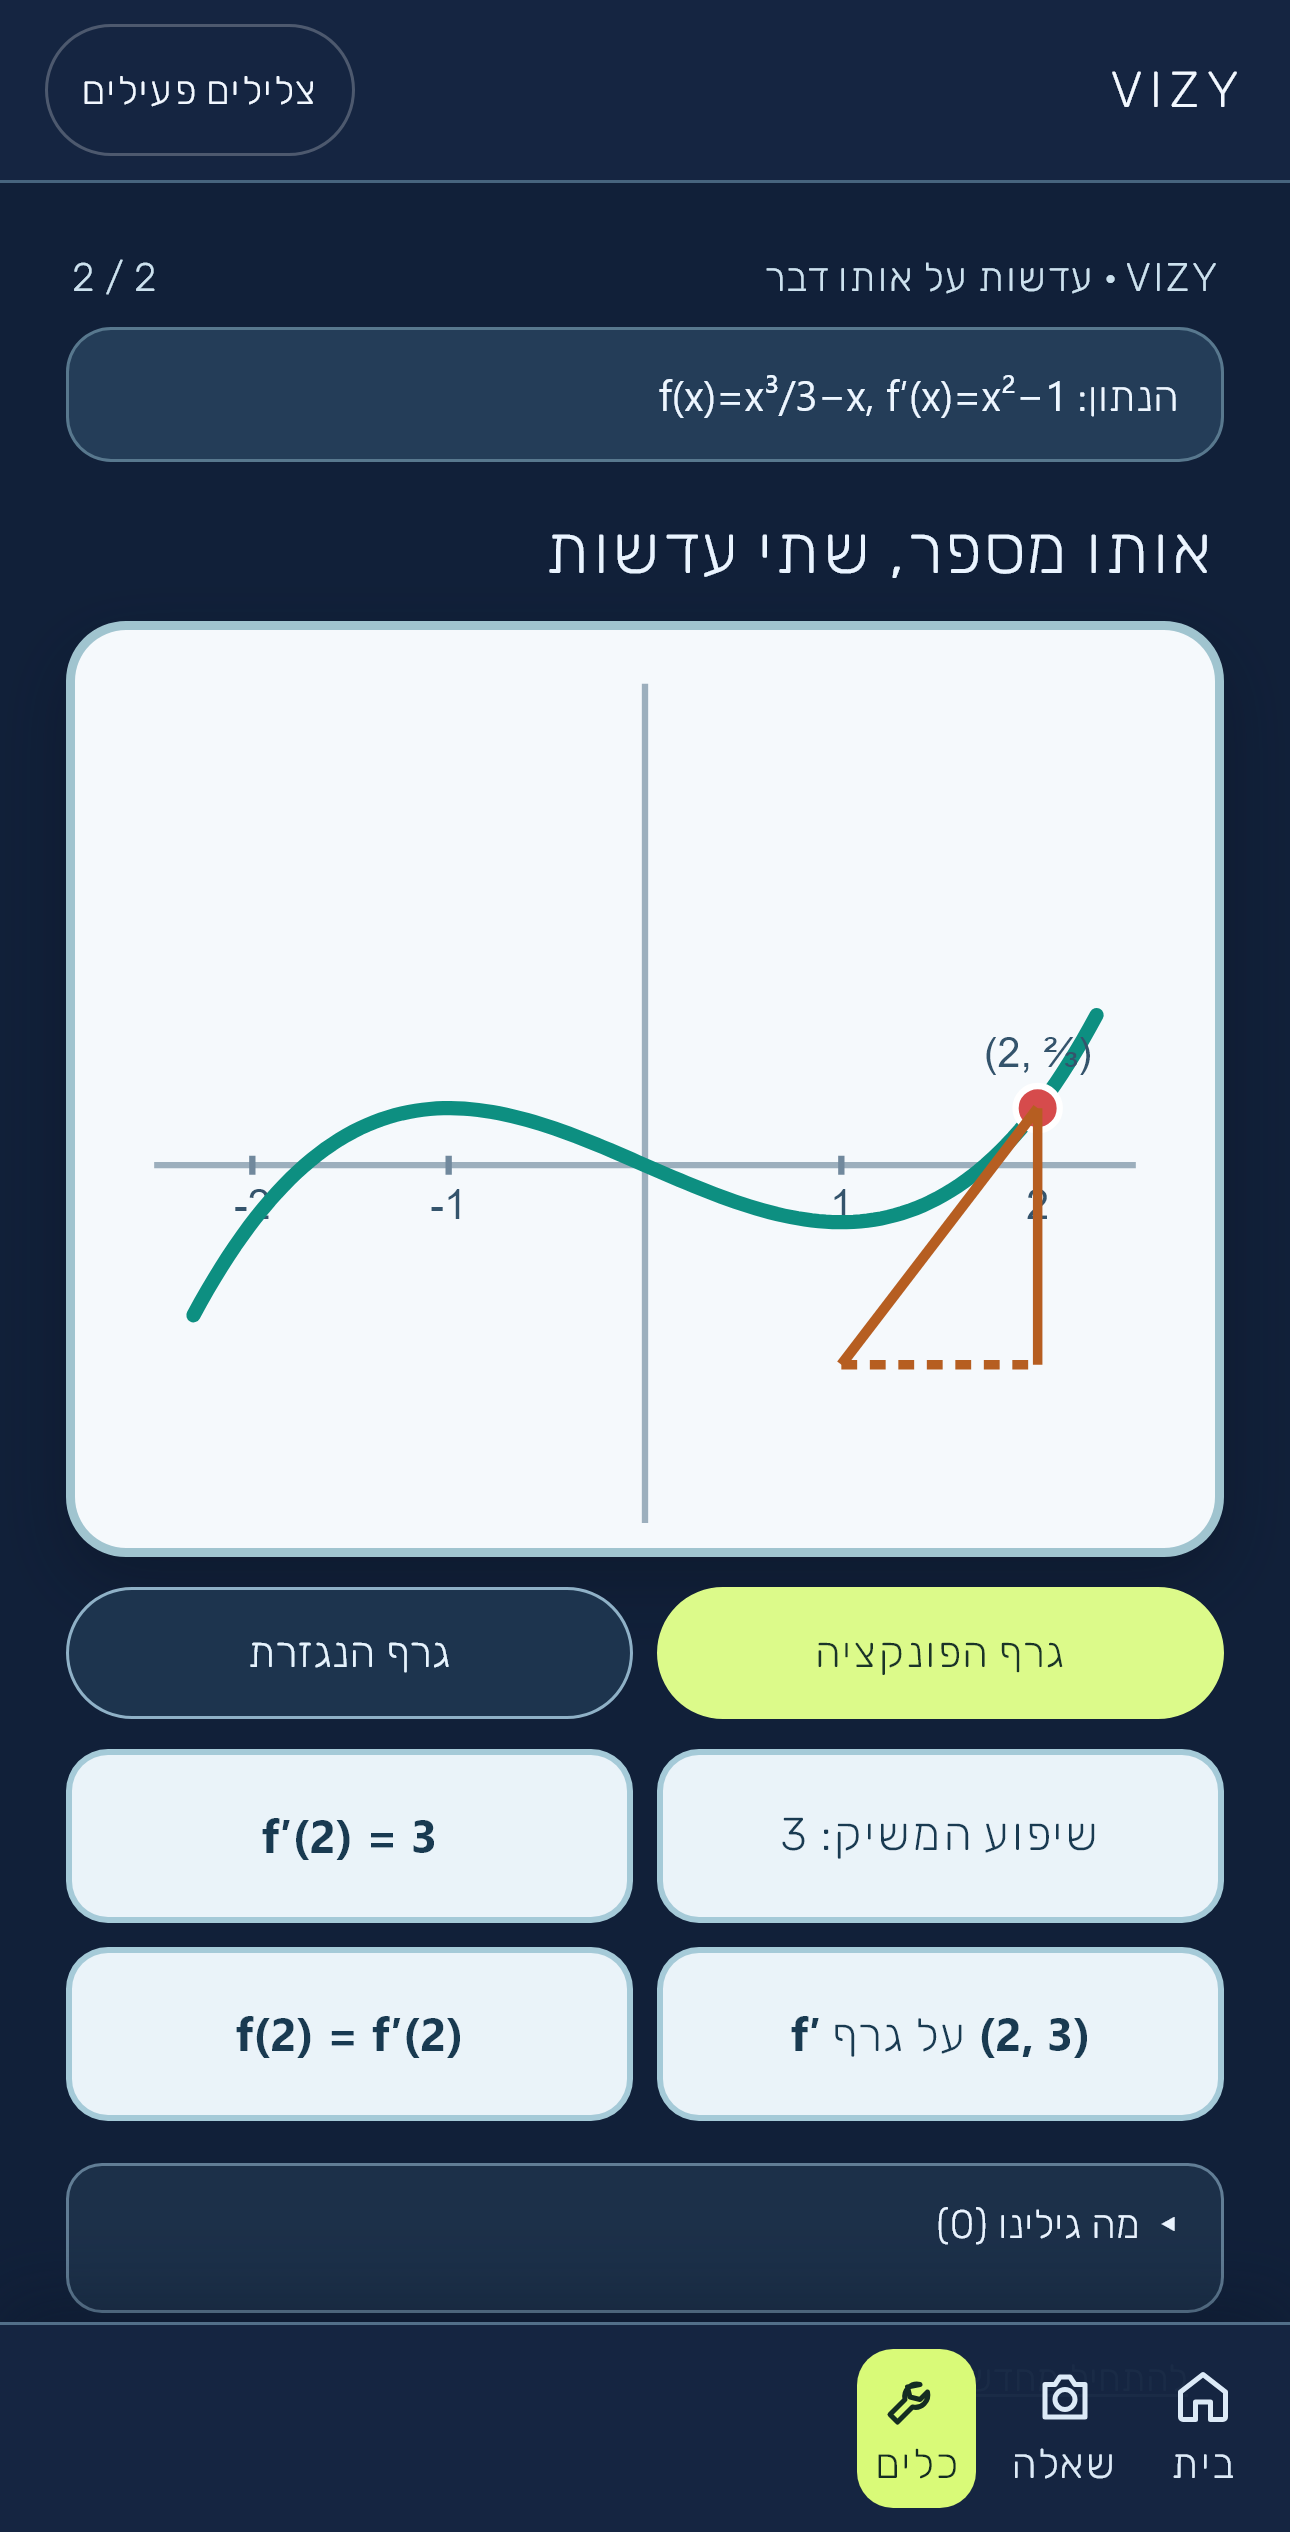 VIZY
צלילים פעילים
VIZY • עדשות על אותו דבר
2 / 2
הנתון: f(x)=x³/3−x, f′(x)=x²−1
אותו מספר, שתי עדשות
(2, ⅔)
-2
-1
1
2
גרף הפונקציה
גרף הנגזרת
שיפוע המשיק: 3
f′(2) = 3
(2, 3) על גרף f′
f(2) = f′(2)
◂ מה גילינו (0)
בית
שאלה
כלים